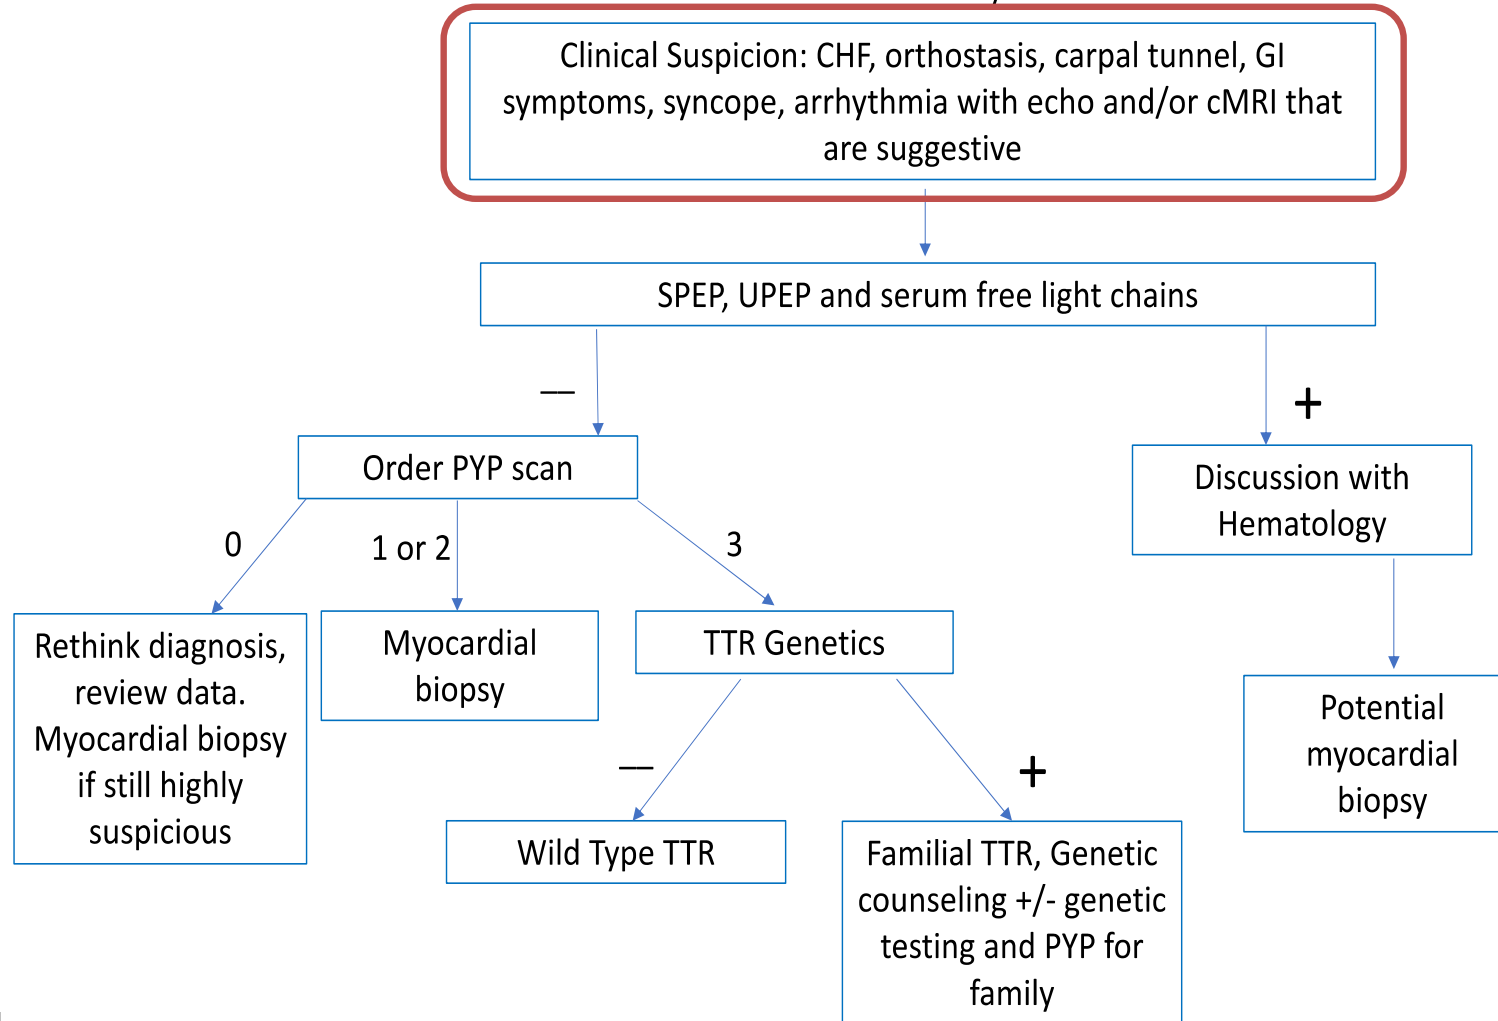 Clinical Suspicion: CHF, orthostasis, carpal tunnel, GI
symptoms, syncope, arrhythmia with echo and/or cMRI that
are suggestive
SPEP, UPEP and serum free light chains
—
+
Order PYP scan
Discussion with
Hematology
0
1 or 2
3
Rethink diagnosis,
review data.
Myocardial biopsy
if still highly
suspicious
Myocardial
biopsy
TTR Genetics
Potential
myocardial
biopsy
—
+
Wild Type TTR
Familial TTR, Genetic
counseling +/- genetic
testing and PYP for
family